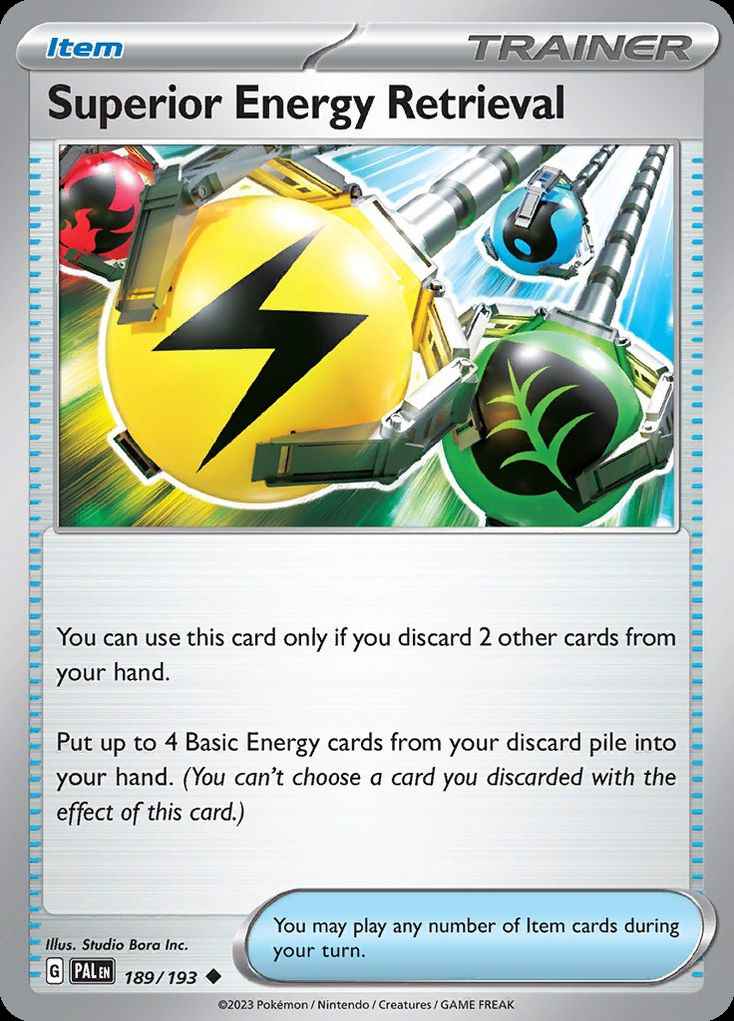 Item
TRAINER
Superior Energy Retrieval
You can use this card only if you discard 2 other cards from
your hand.
Put up to 4 Basic Energy cards from your discard pile into
your hand. (You can't choose a card you discarded with the
effect of this card.)
You may play any number of Item cards during
your turn.
Illus. Studio Bora Inc.
G PAL EN 189/193 ◆
©2023 Pokémon / Nintendo / Creatures / GAME FREAK